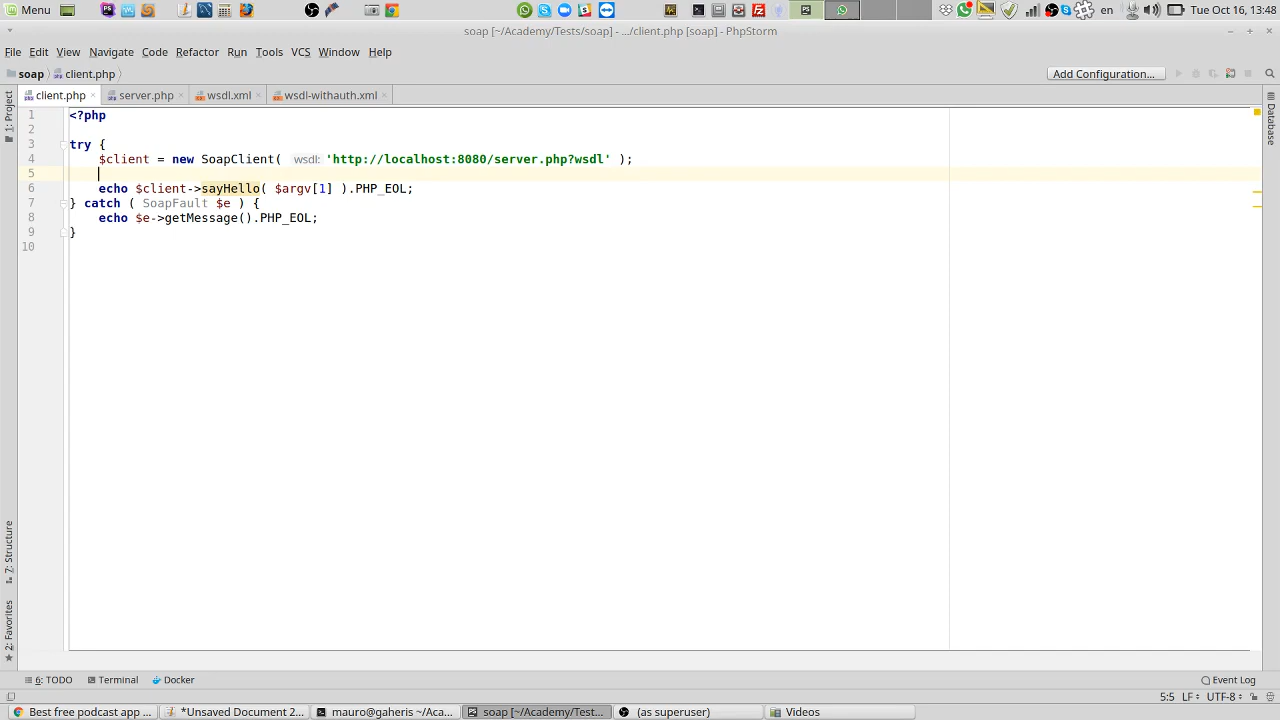 Menu
en
Tue Oct 16, 13:48
soap [~/Academy/Tests/soap] - .../client.php [soap] - PhpStorm
File Edit View Navigate Code Refactor Run Tools VCS Window Help
soap client.php
Add Configuration...
client.php server.php wsdl.xml wsdl-withauth.xml
1: Project
Database
1 <?php
2
3 try {
4 $client = new SoapClient( wsdl: 'http://localhost:8080/server.php?wsdl' );
5
6 echo $client->sayHello( $argv[1] ).PHP_EOL;
7 } catch ( SoapFault $e ) {
8 echo $e->getMessage().PHP_EOL;
9 }
10
7: Structure
2: Favorites
6: TODO Terminal Docker Event Log
5:5 LF UTF-8
Best free podcast app ... *Unsaved Document 2... mauro@gaheris ~/Aca... soap [~/Academy/Test... (as superuser) Videos